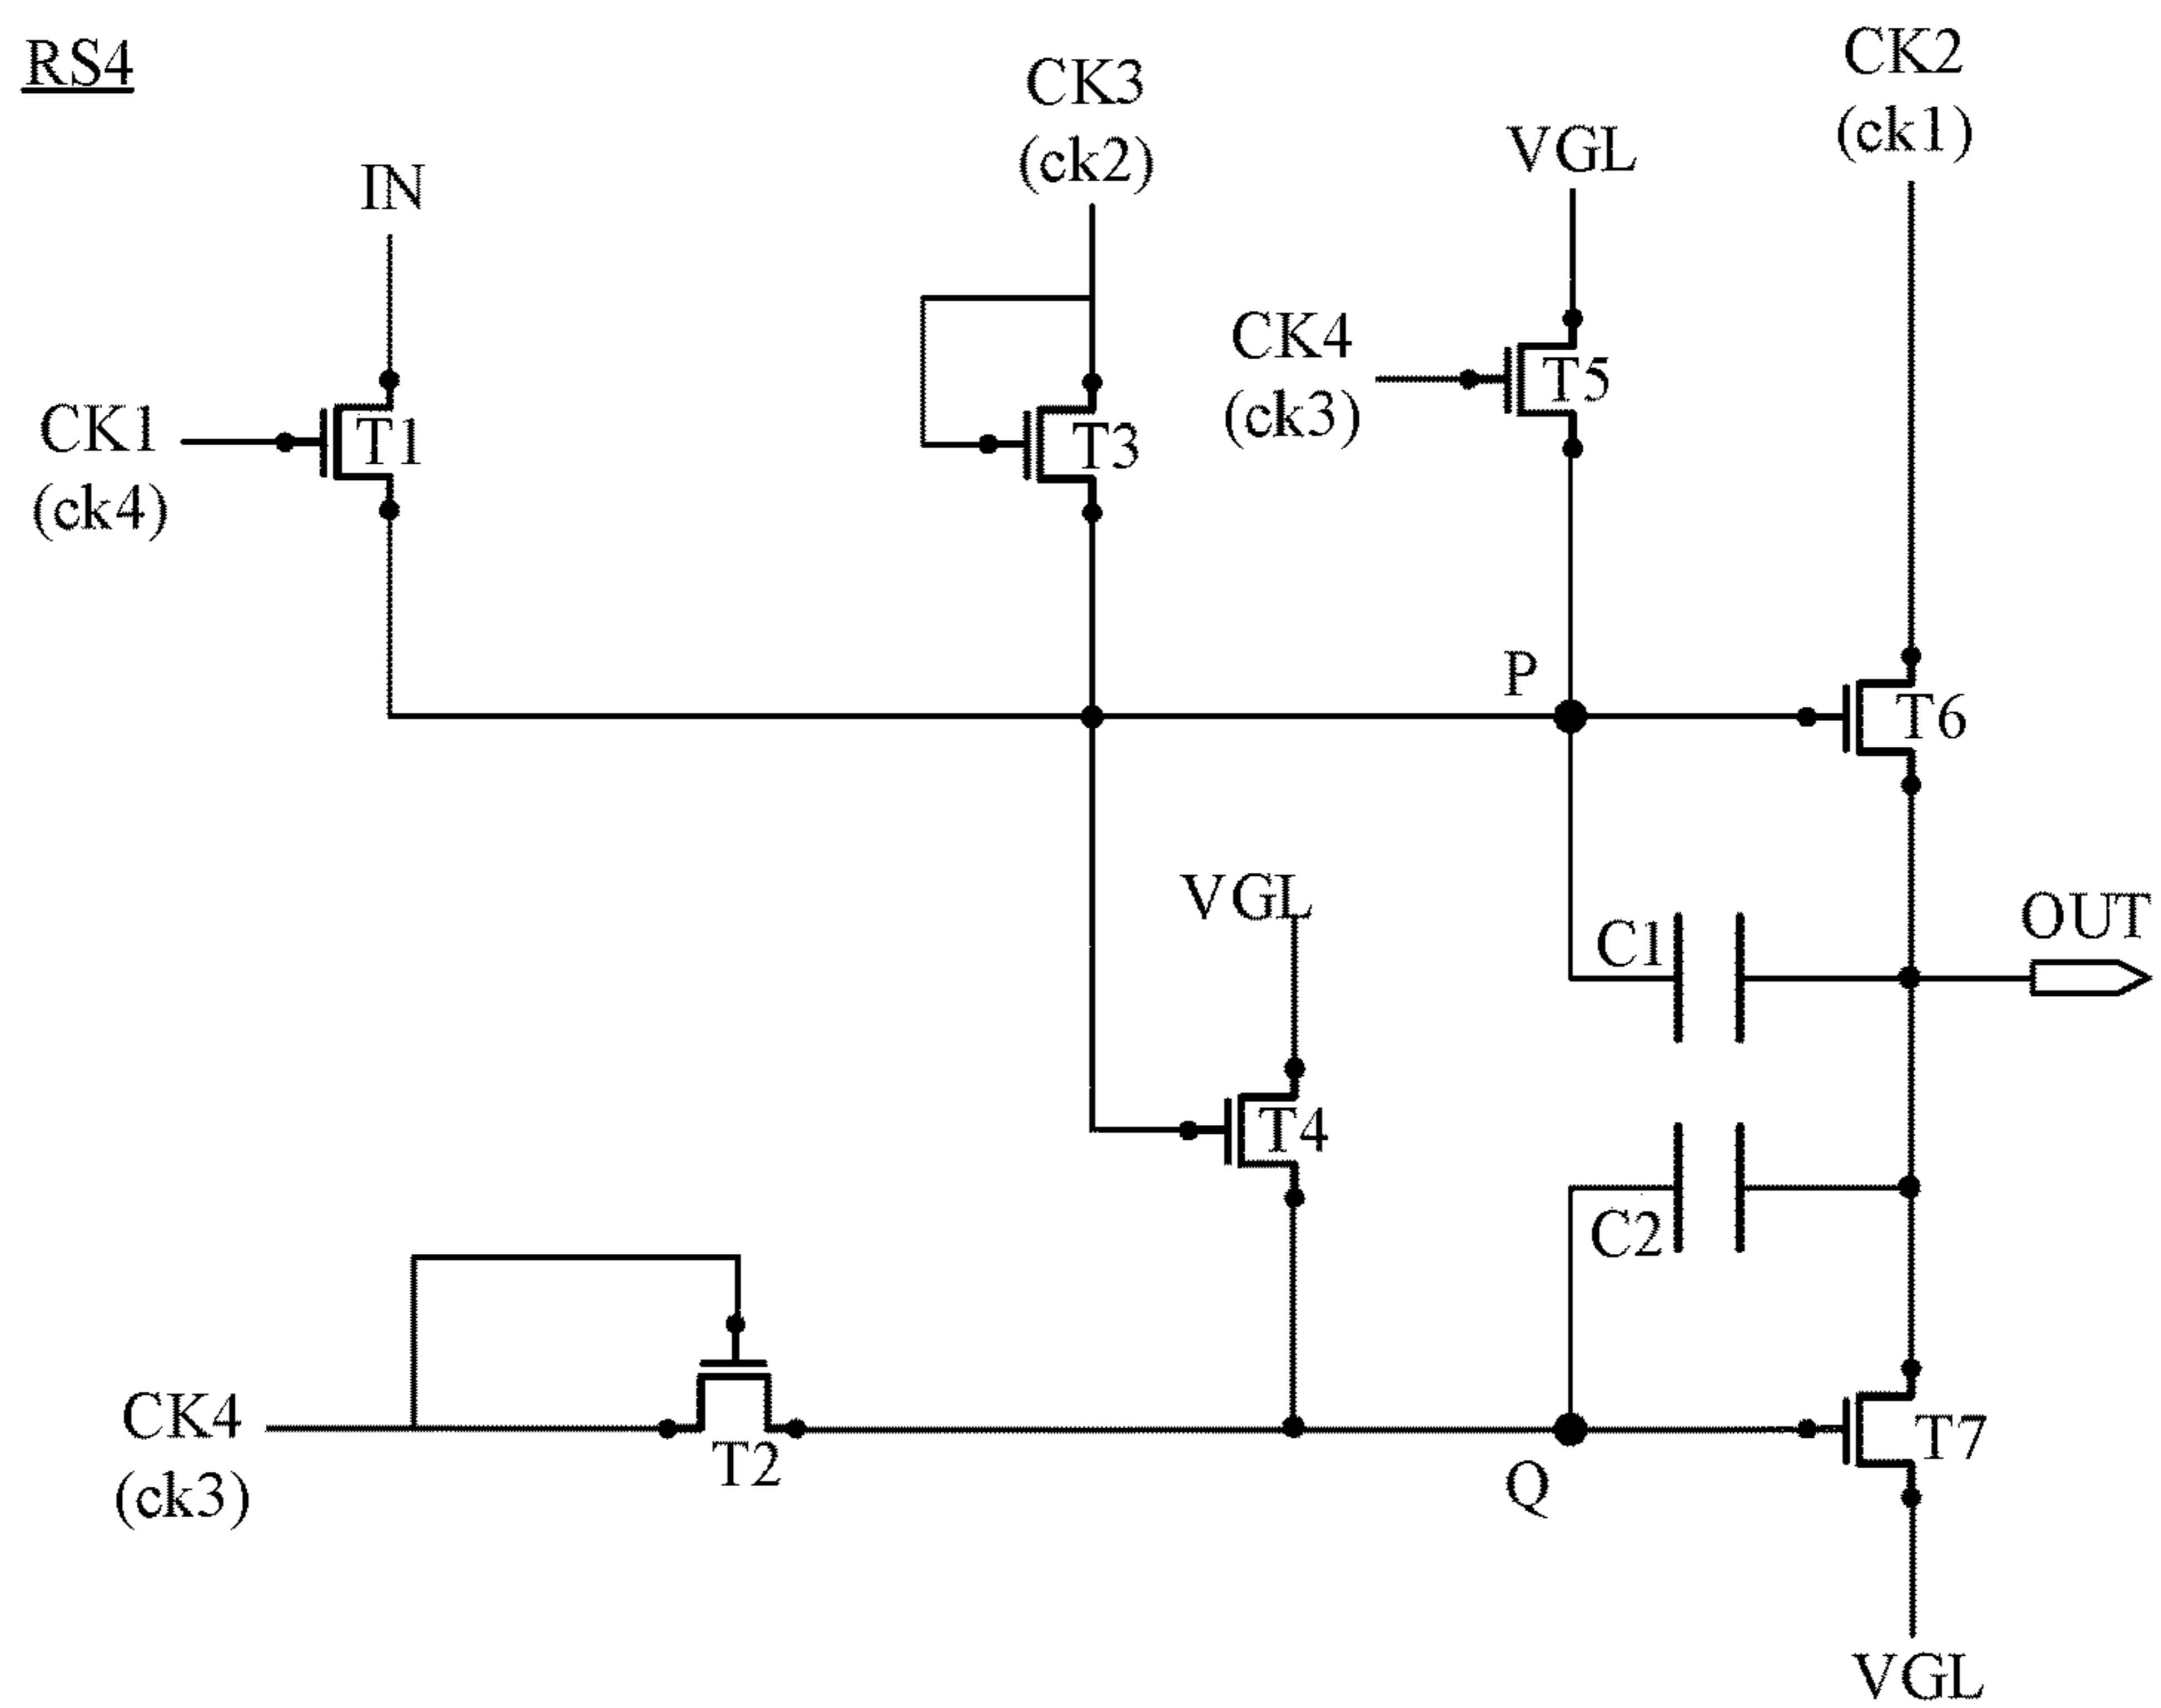 RS4
CK2
(ck1)
CK3
(ck2)
VGL
IN
CK4
(ck3)
T5
CK1
(ck4)
T1
T3
P
T6
VGL
C1
OUT
T4
C2
CK4
(ck3)
T2
Q
T7
VGL